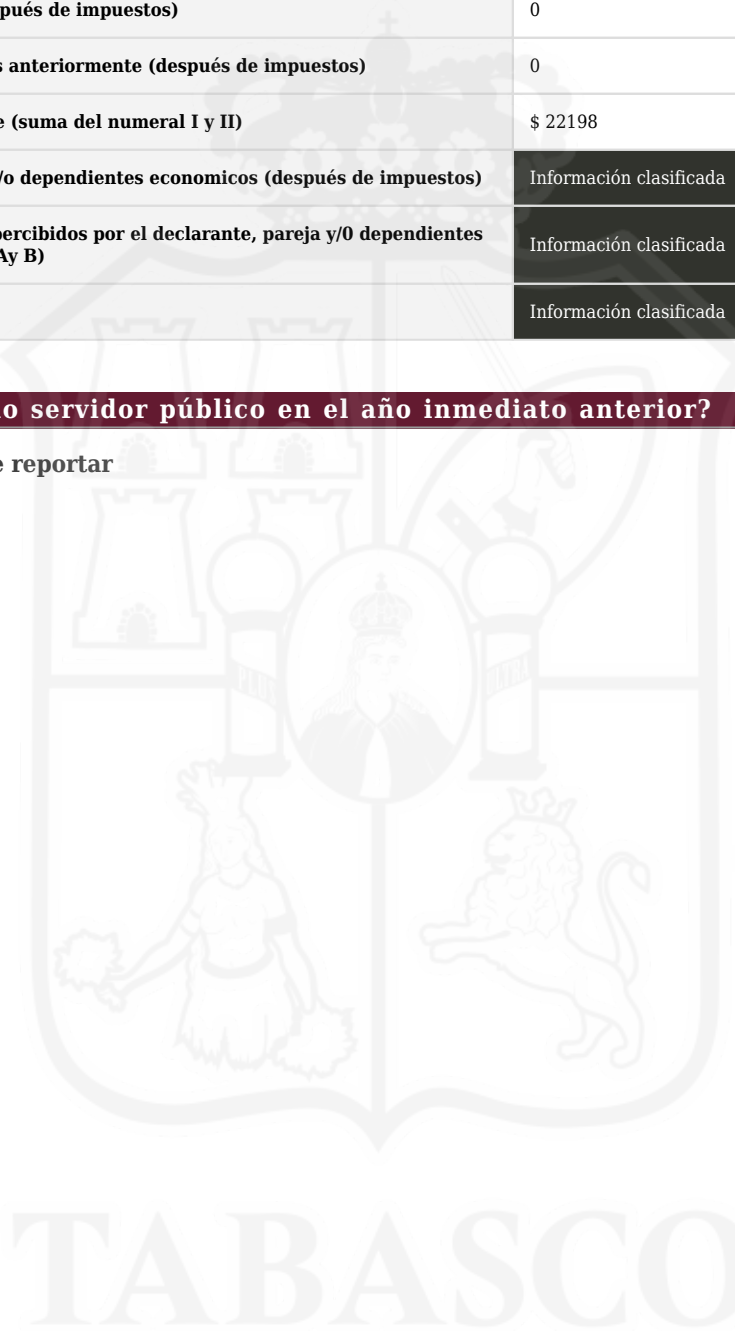 pués de impuestos)
0
s anteriormente (después de impuestos)
0
e (suma del numeral I y II)
$ 22198
/o dependientes economicos (después de impuestos)
Información clasificada
percibidos por el declarante, pareja y/0 dependientes
Ay B)
Información clasificada
Información clasificada
o servidor público en el año inmediato anterior?
e reportar
PLUS
ULTRA
TABASCO